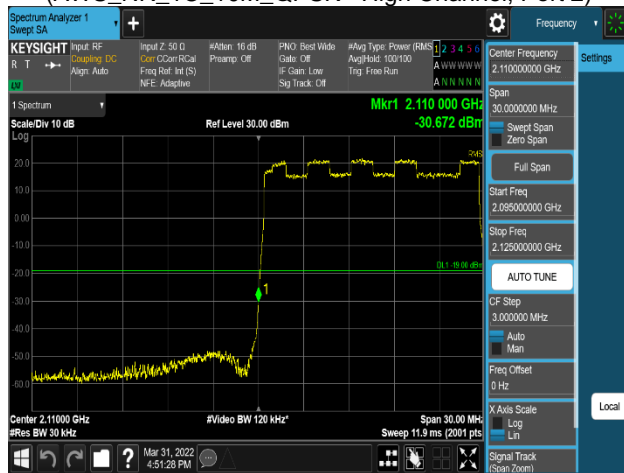 Spectrum Analyzer 1
Swept SA
+
Frequency
KEYSIGHT
R T
LV
Input: RF
Coupling: DC
Align: Auto
Input Z: 50 Ω
Corr CCorr RCal
Freq Ref: Int (S)
NFE: Adaptive
#Atten: 16 dB
Preamp: Off
PNO: Best Wide
Gate: Off
IF Gain: Low
Sig Track: Off
#Avg Type: Power (RMS
Avg|Hold: 100/100
Trig: Free Run
1 2 3 4 5 6
A W W W W W
A N N N N N
Center Frequency
2.110000000 GHz
Settings
1 Spectrum
Scale/Div 10 dB
Log
Ref Level 30.00 dBm
Mkr1 2.110 000 GHz
-30.672 dBm
Span
30.0000000 MHz
Swept Span
Zero Span
Full Span
Start Freq
2.095000000 GHz
Stop Freq
2.125000000 GHz
AUTO TUNE
CF Step
3.000000 MHz
Auto
Man
Freq Offset
0 Hz
X Axis Scale
Log
Lin
Signal Track
(Span Zoom)
Local
RMS
20.0
10.0
0.00
-10.0
-20.0
-30.0
-40.0
-50.0
-60.0
DL1 -19.00 dBm
1
Center 2.11000 GHz
#Res BW 30 kHz
#Video BW 120 kHz*
Span 30.00 MHz
Sweep 11.9 ms (2001 pts)
?
Mar 31, 2022
4:51:28 PM